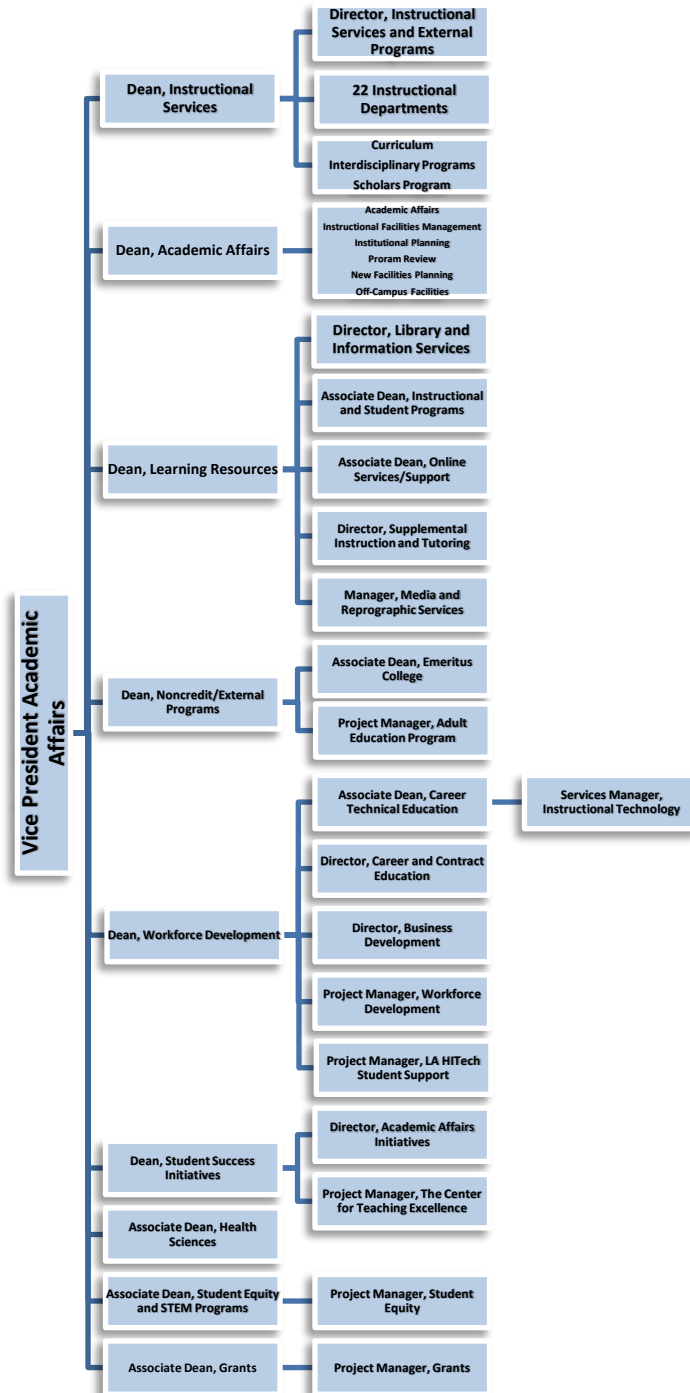 Vice President Academic
Affairs
Dean, Instructional
Services
Director, Instructional
Services and External
Programs
22 Instructional
Departments
Curriculum
Interdisciplinary Programs
Scholars Program
Dean, Academic Affairs
Academic Affairs
Instructional Facilities Management
Institutional Planning
Proram Review
New Facilities Planning
Off-Campus Facilities
Dean, Learning Resources
Director, Library and
Information Services
Associate Dean, Instructional
and Student Programs
Associate Dean, Online
Services/Support
Director, Supplemental
Instruction and Tutoring
Manager, Media and
Reprographic Services
Dean, Noncredit/External
Programs
Associate Dean, Emeritus
College
Project Manager, Adult
Education Program
Dean, Workforce Development
Associate Dean, Career
Technical Education
Services Manager,
Instructional Technology
Director, Career and Contract
Education
Director, Business
Development
Project Manager, Workforce
Development
Project Manager, LA HITech
Student Support
Dean, Student Success
Initiatives
Director, Academic Affairs
Initiatives
Project Manager, The Center
for Teaching Excellence
Associate Dean, Health
Sciences
Associate Dean, Student Equity
and STEM Programs
Project Manager, Student
Equity
Associate Dean, Grants
Project Manager, Grants